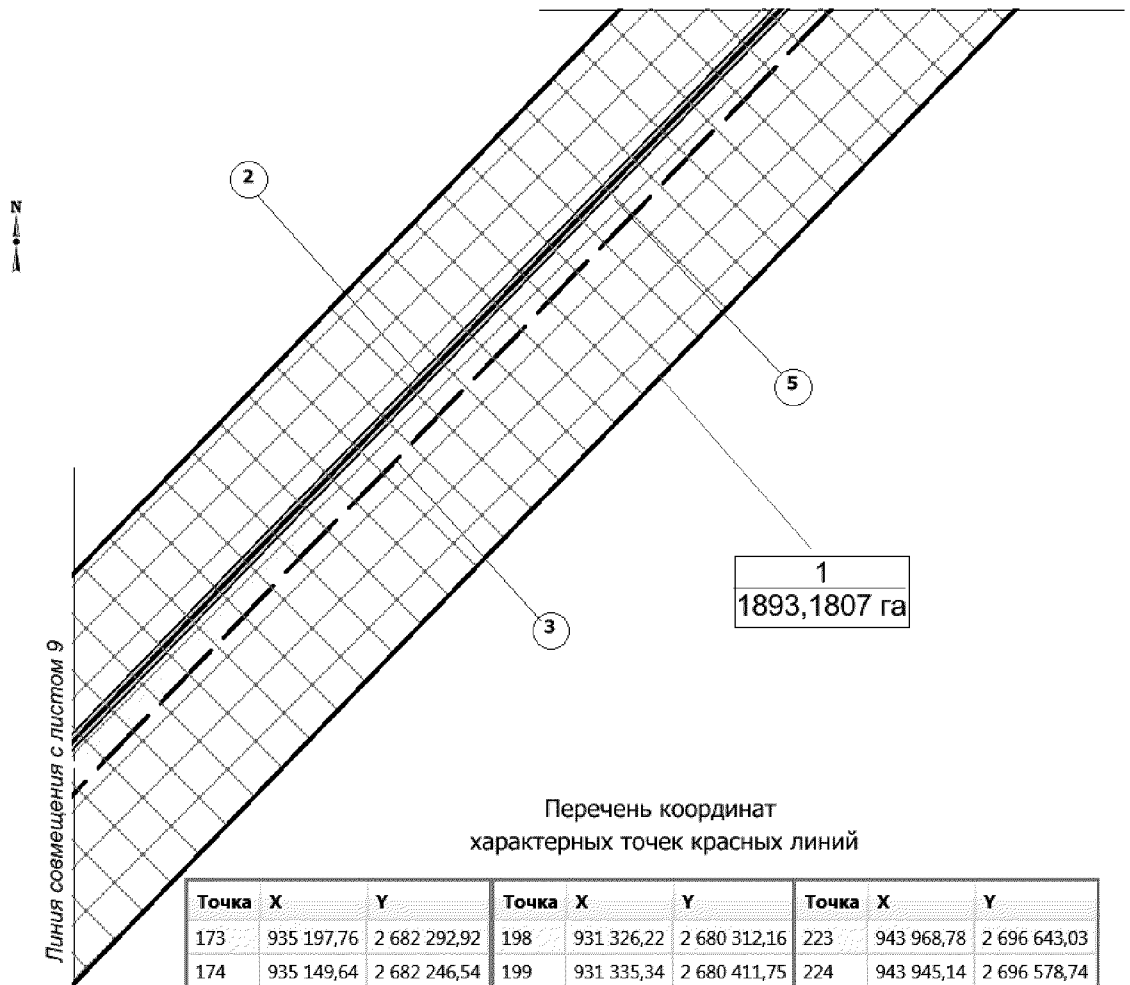 N
2
5
3
1
1893,1807 га
Линия совмещения с листом 9
Перечень координат
характерных точек красных линий
Точка X Y Точка X Y Точка X Y
173 935 197,76 2 682 292,92 198 931 326,22 2 680 312,16 223 943 968,78 2 696 643,03
174 935 149,64 2 682 246,54 199 931 335,34 2 680 411,75 224 943 945,14 2 696 578,74